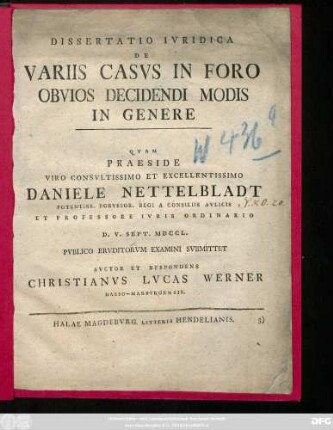 DISSERTATIO IVRIDICA
DE
VARIIS CASVS IN FORO
OBVIOS DECIDENDI MODIS
IN GENERE
QVAM
PRAESIDE
VIRO CONSVLTISSIMO ET EXCELLENTISSIMO
DANIELE NETTELBLADT
POTENTISS. BORVSSOR. REGI A CONSILIIS AVLICIS
ET PROFESSORE IVRIS ORDINARIO
D. V. SEPT. MDCCL.
PVBLICO ERVDITORVM EXAMINI SVBMITTET
AVCTOR ET RESPONDENS
CHRISTIANVS LVCAS WERNER
HALAE MAGDEBVRG. LITTERIS HENDELIANIS.